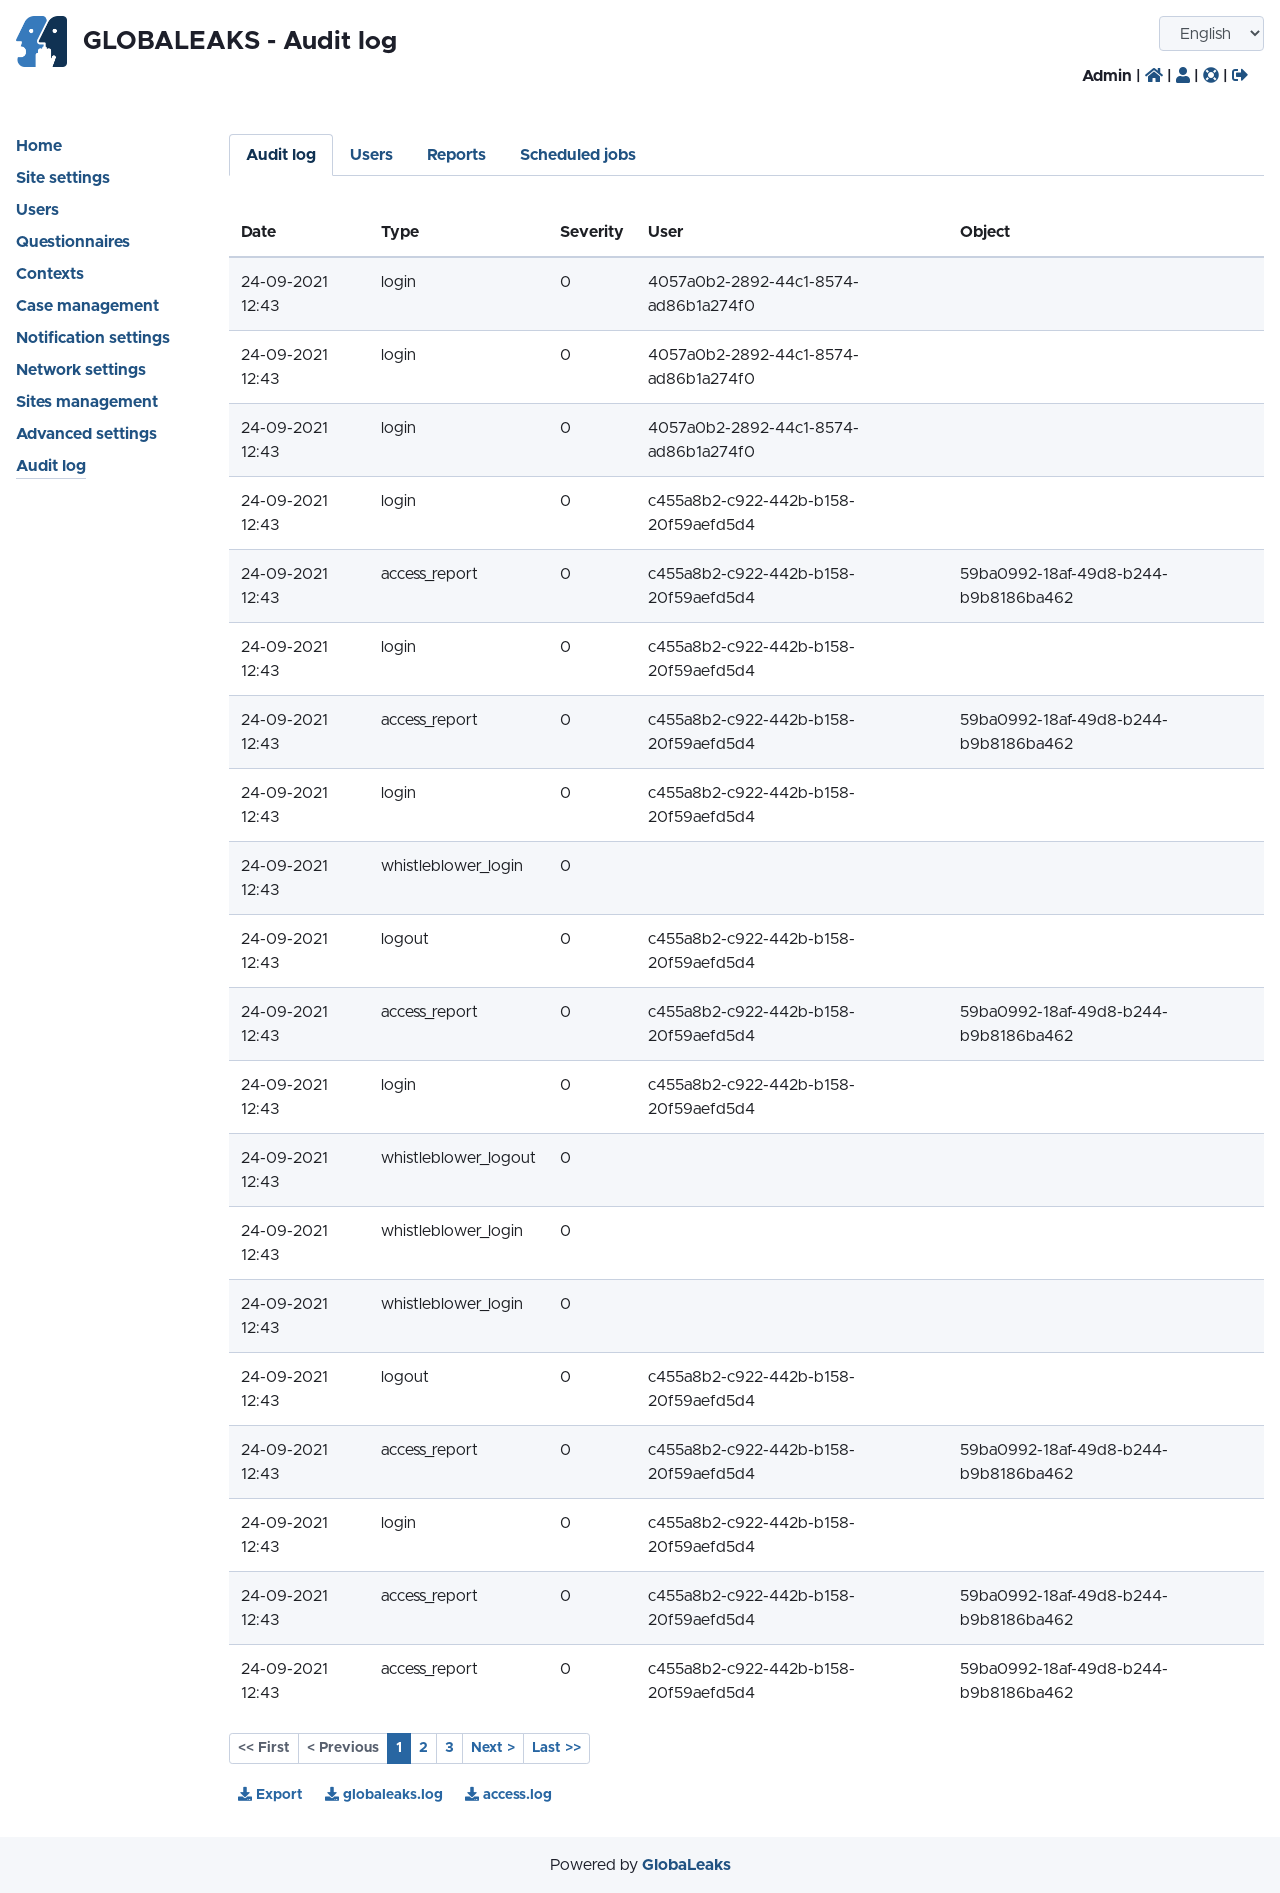 GLOBALEAKS - Audit log
English
Admin | | | |
Home
Site settings
Users
Questionnaires
Contexts
Case management
Notification settings
Network settings
Sites management
Advanced settings
Audit log
Audit log Users Reports Scheduled jobs
Date Type Severity User Object
24-09-2021 login 0 4057a0b2-2892-44c1-8574-
12:43 ad86b1a274f0
24-09-2021 login 0 4057a0b2-2892-44c1-8574-
12:43 ad86b1a274f0
24-09-2021 login 0 4057a0b2-2892-44c1-8574-
12:43 ad86b1a274f0
24-09-2021 login 0 c455a8b2-c922-442b-b158-
12:43 20f59aefd5d4
24-09-2021 access_report 0 c455a8b2-c922-442b-b158- 59ba0992-18af-49d8-b244-
12:43 20f59aefd5d4 b9b8186ba462
24-09-2021 login 0 c455a8b2-c922-442b-b158-
12:43 20f59aefd5d4
24-09-2021 access_report 0 c455a8b2-c922-442b-b158- 59ba0992-18af-49d8-b244-
12:43 20f59aefd5d4 b9b8186ba462
24-09-2021 login 0 c455a8b2-c922-442b-b158-
12:43 20f59aefd5d4
24-09-2021 whistleblower_login 0
12:43
24-09-2021 logout 0 c455a8b2-c922-442b-b158-
12:43 20f59aefd5d4
24-09-2021 access_report 0 c455a8b2-c922-442b-b158- 59ba0992-18af-49d8-b244-
12:43 20f59aefd5d4 b9b8186ba462
24-09-2021 login 0 c455a8b2-c922-442b-b158-
12:43 20f59aefd5d4
24-09-2021 whistleblower_logout 0
12:43
24-09-2021 whistleblower_login 0
12:43
24-09-2021 whistleblower_login 0
12:43
24-09-2021 logout 0 c455a8b2-c922-442b-b158-
12:43 20f59aefd5d4
24-09-2021 access_report 0 c455a8b2-c922-442b-b158- 59ba0992-18af-49d8-b244-
12:43 20f59aefd5d4 b9b8186ba462
24-09-2021 login 0 c455a8b2-c922-442b-b158-
12:43 20f59aefd5d4
24-09-2021 access_report 0 c455a8b2-c922-442b-b158- 59ba0992-18af-49d8-b244-
12:43 20f59aefd5d4 b9b8186ba462
24-09-2021 access_report 0 c455a8b2-c922-442b-b158- 59ba0992-18af-49d8-b244-
12:43 20f59aefd5d4 b9b8186ba462
<< First < Previous 1 2 3 Next > Last >>
Export globaleaks.log access.log
Powered by GlobaLeaks